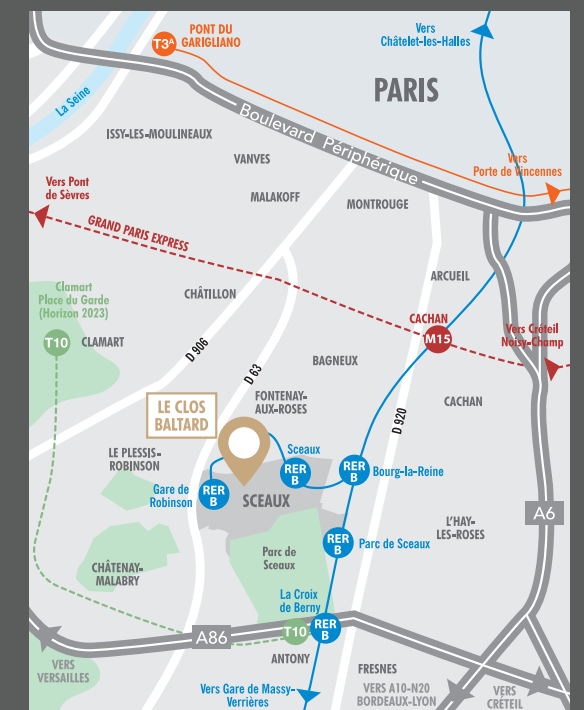 PONT DU
GARIGLIANO
T3A
Vers
Châtelet-les-Halles
PARIS
La Seine
Boulevard Périphérique
ISSY-LES-MOULINEAUX
VANVES
Vers
Porte de Vincennes
MALAKOFF
MONTROUGE
Vers Pont
de Sèvres
GRAND PARIS EXPRESS
ARCUEIL
Clamart
Place du Garde
(Horizon 2023)
CHÂTILLON
CACHAN
M15
Vers Créteil
Noisy-Champ
T10
CLAMART
D 906
D 63
BAGNEUX
D 920
CACHAN
FONTENAY-
AUX-ROSES
LE CLOS
BALTARD
LE PLESSIS-
ROBINSON
Sceaux
RER
B
RER
B
Bourg-la-Reine
Gare de
Robinson
RER
B
SCEAUX
A6
L'HAY-
LES-ROSES
RER
B
Parc de Sceaux
Parc de
Sceaux
CHÂTENAY-
MALABRY
La Croix
de Berny
A86
T10
RER
B
ANTONY
FRESNES
VERS
VERSAILLES
Vers Gare de Massy-
Verrières
VERS A10-N20
BORDEAUX-LYON
VERS
CRÉTEIL